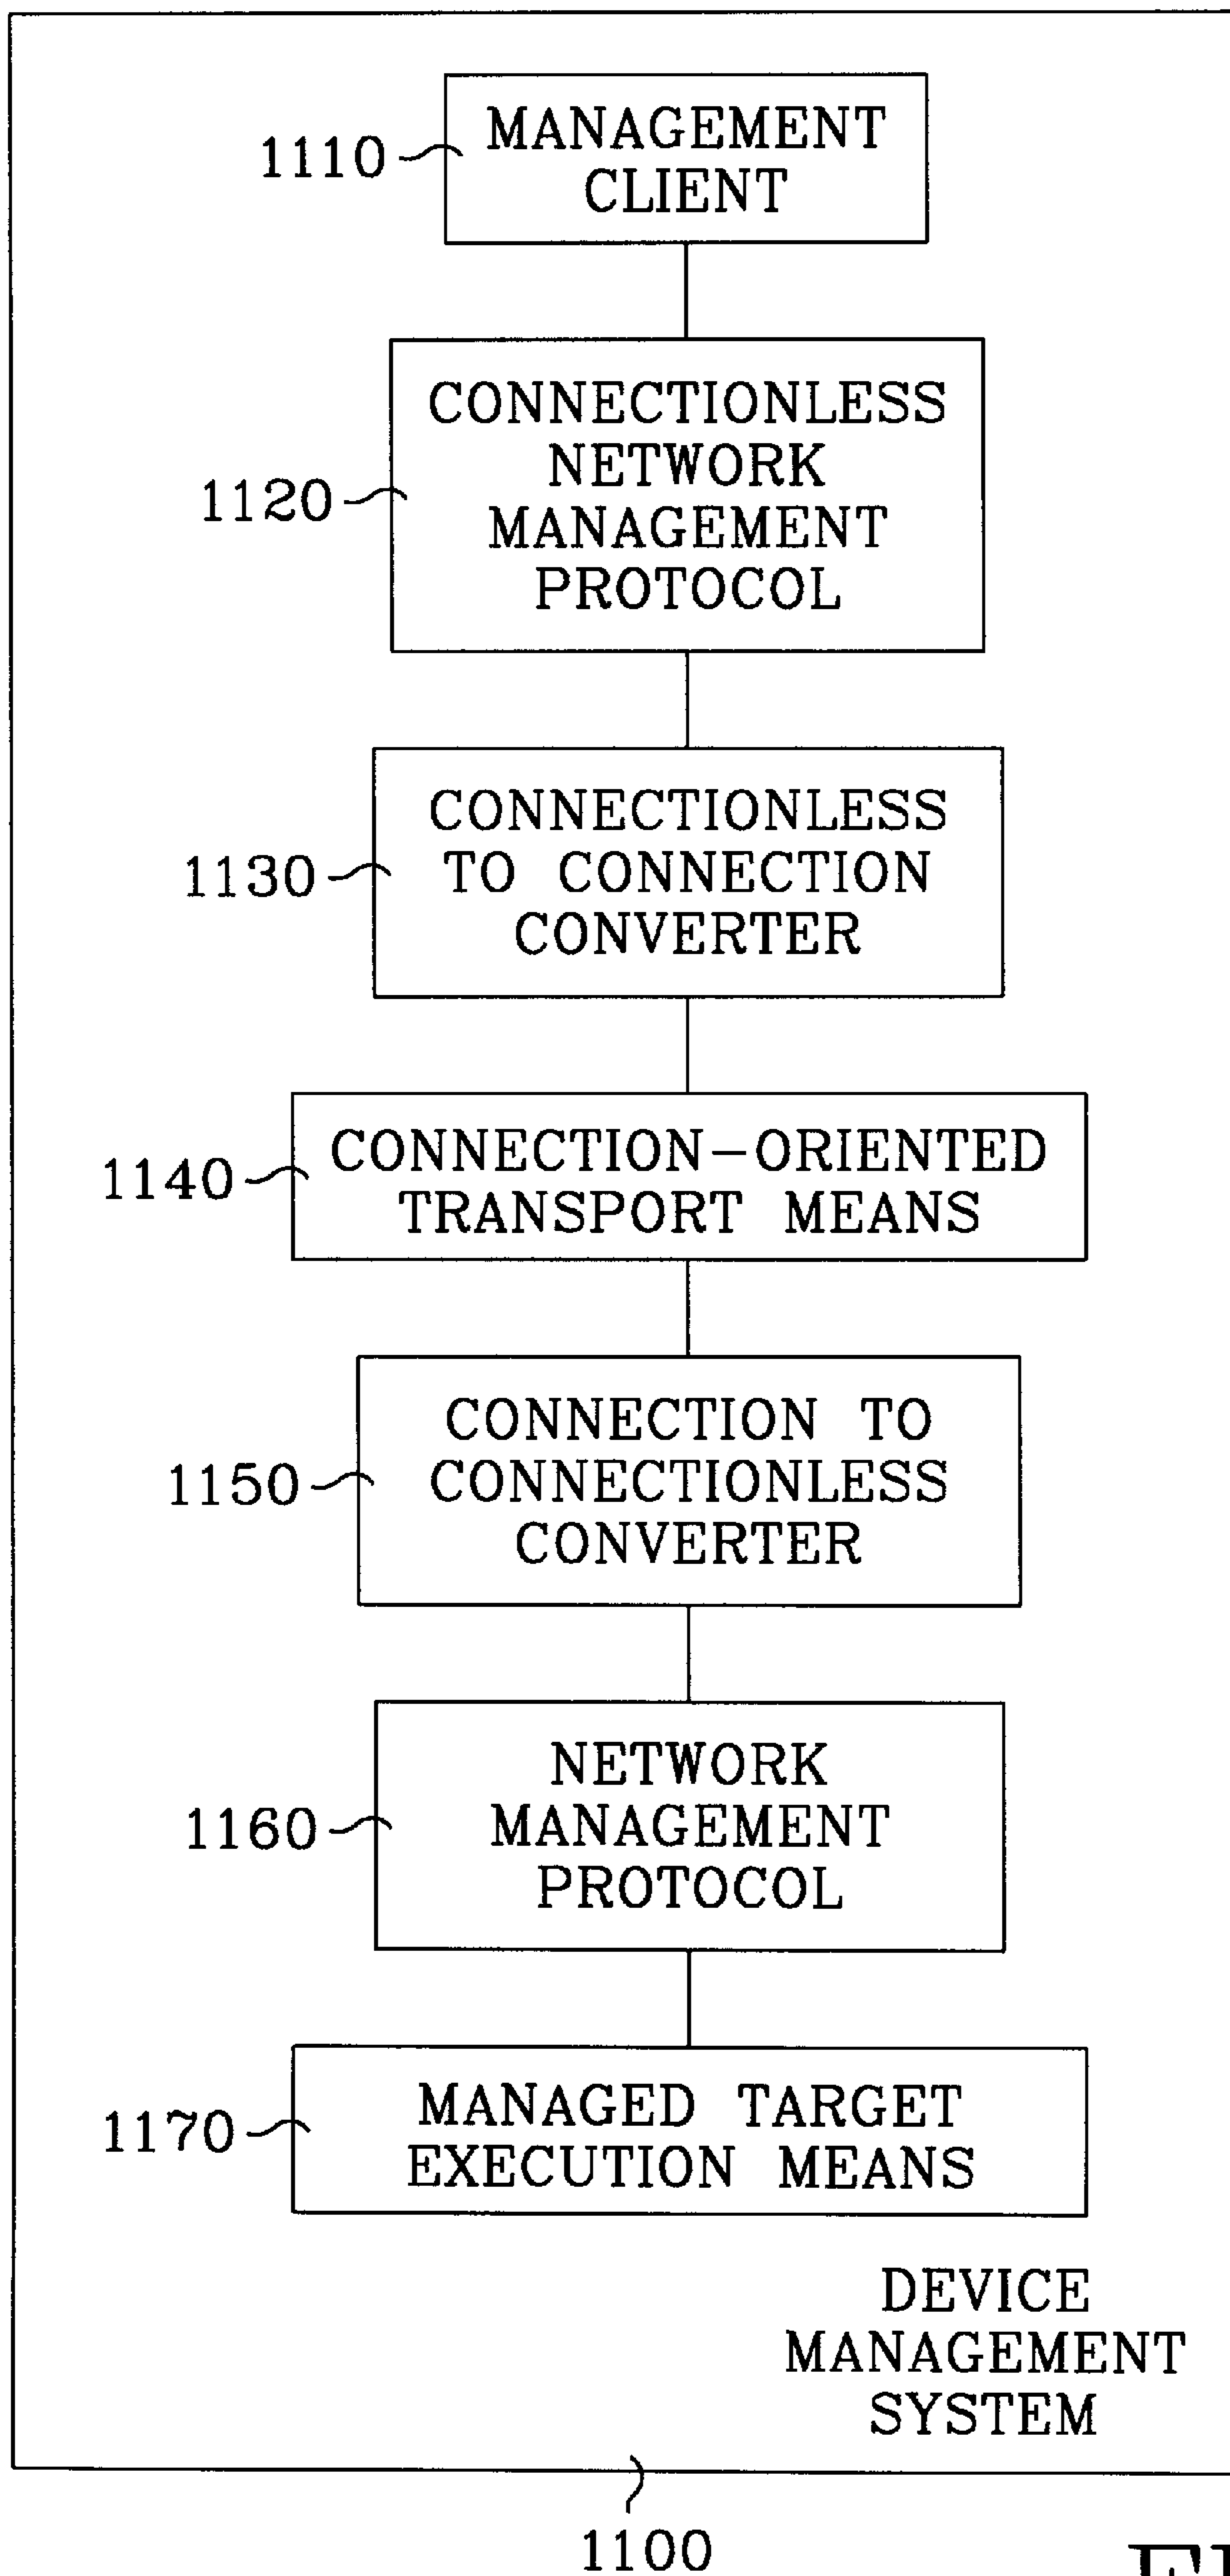 MANAGEMENT
CLIENT
1110
CONNECTIONLESS
NETWORK
MANAGEMENT
PROTOCOL
1120
CONNECTIONLESS
TO CONNECTION
CONVERTER
1130
CONNECTION-ORIENTED
TRANSPORT MEANS
1140
CONNECTION TO
CONNECTIONLESS
CONVERTER
1150
NETWORK
MANAGEMENT
PROTOCOL
1160
MANAGED TARGET
EXECUTION MEANS
1170
DEVICE
MANAGEMENT
SYSTEM
1100